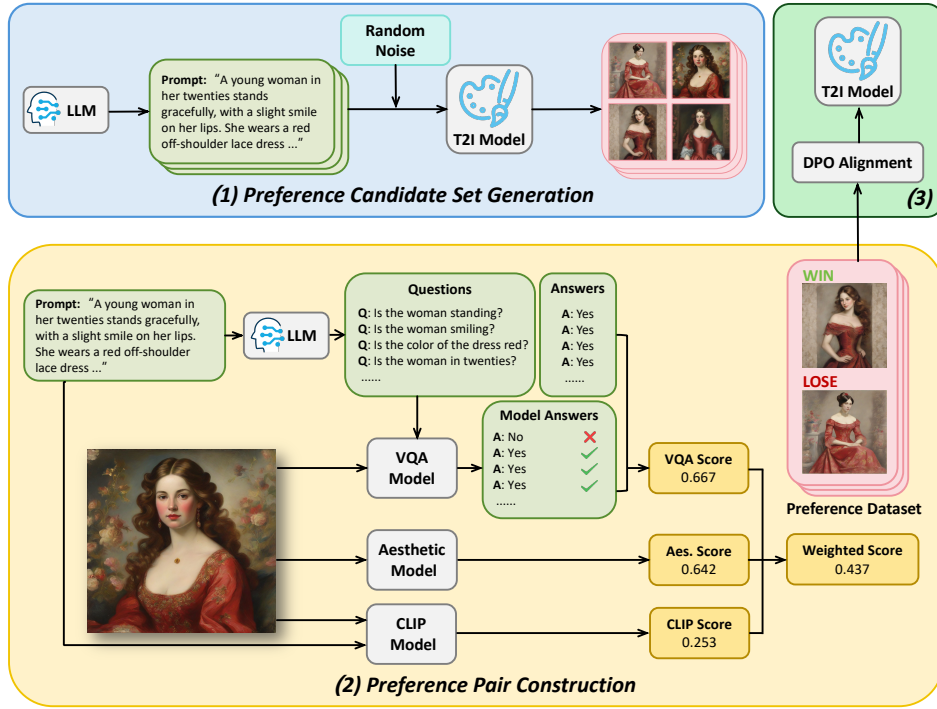 LLM
Prompt: “A young woman in
her twenties stands
gracefully, with a slight smile
on her lips. She wears a red
off-shoulder lace dress ...”
Random
Noise
T2I Model
(1) Preference Candidate Set Generation
T2I Model
DPO Alignment
(3)
Prompt: “A young woman in
her twenties stands gracefully,
with a slight smile on her lips.
She wears a red off-shoulder
lace dress ...”
LLM
Questions
Q: Is the woman standing?
Q: Is the woman smiling?
Q: Is the color of the dress red?
Q: Is the woman in twenties?
......
Answers
A: Yes
A: Yes
A: Yes
A: Yes
......
VQA
Model
Model Answers
A: No
A: Yes
A: Yes
A: Yes
......
VQA Score
0.667
Aesthetic
Model
Aes. Score
0.642
CLIP
Model
CLIP Score
0.253
Weighted Score
0.437
WIN
LOSE
Preference Dataset
(2) Preference Pair Construction